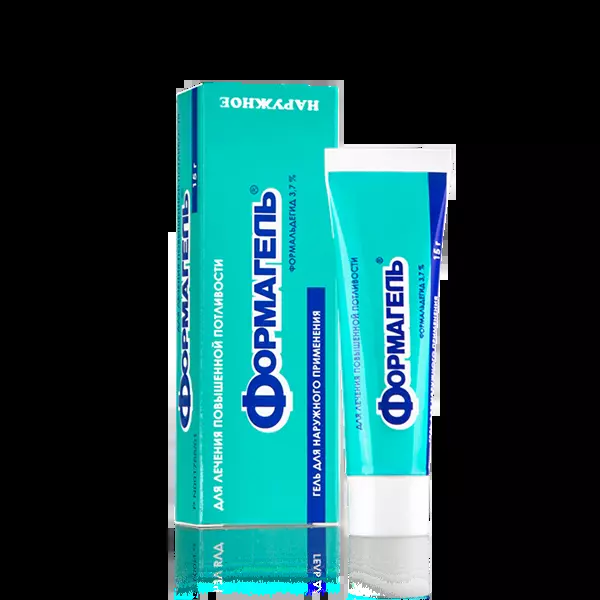 НАРУЖНОЕ
15 г
ДЛЯ ЛЕЧЕНИЯ ПОВЫШЕННОЙ ПОТЛИВОСТИ
ФОРМАГЕЛЬ®
ФОРМАЛЬДЕГИД 3,7 %
ГЕЛЬ ДЛЯ НАРУЖНОГО ПРИМЕНЕНИЯ
ДЛЯ ЛЕЧЕНИЯ ПОВЫШЕННОЙ ПОТЛИВОСТИ
ФОРМАГЕЛЬ®
ФОРМАЛЬДЕГИД 3,7 %
15 г